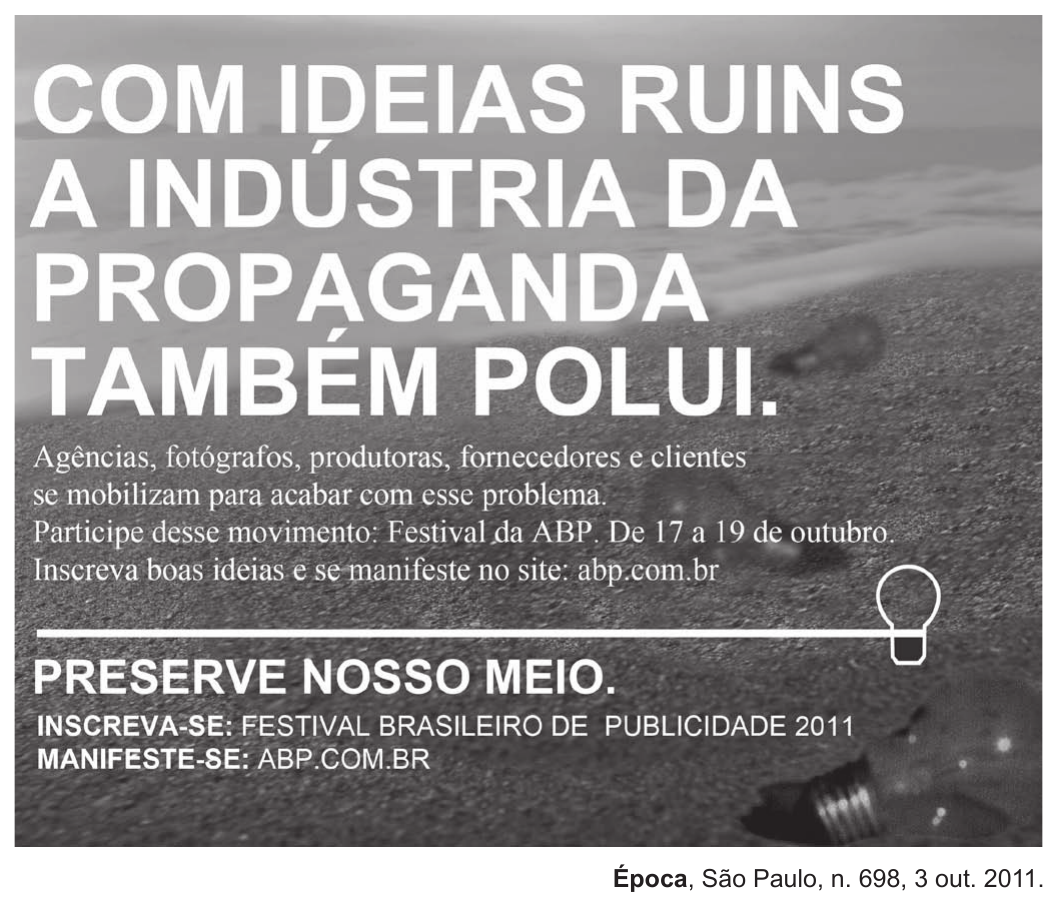 COM IDEIAS RUINS
A INDÚSTRIA DA
PROPAGANDA
TAMBÉM POLUI.
Agências, fotógrafos, produtoras, fornecedores e clientes
se mobilizam para acabar com esse problema.
Participe desse movimento: Festival da ABP. De 17 a 19 de outubro.
Inscreva boas ideias e se manifeste no site: abp.com.br
PRESERVE NOSSO MEIO.
INSCREVA-SE: FESTIVAL BRASILEIRO DE PUBLICIDADE 2011
MANIFESTE-SE: ABP.COM.BR
Época, São Paulo, n. 698, 3 out. 2011.